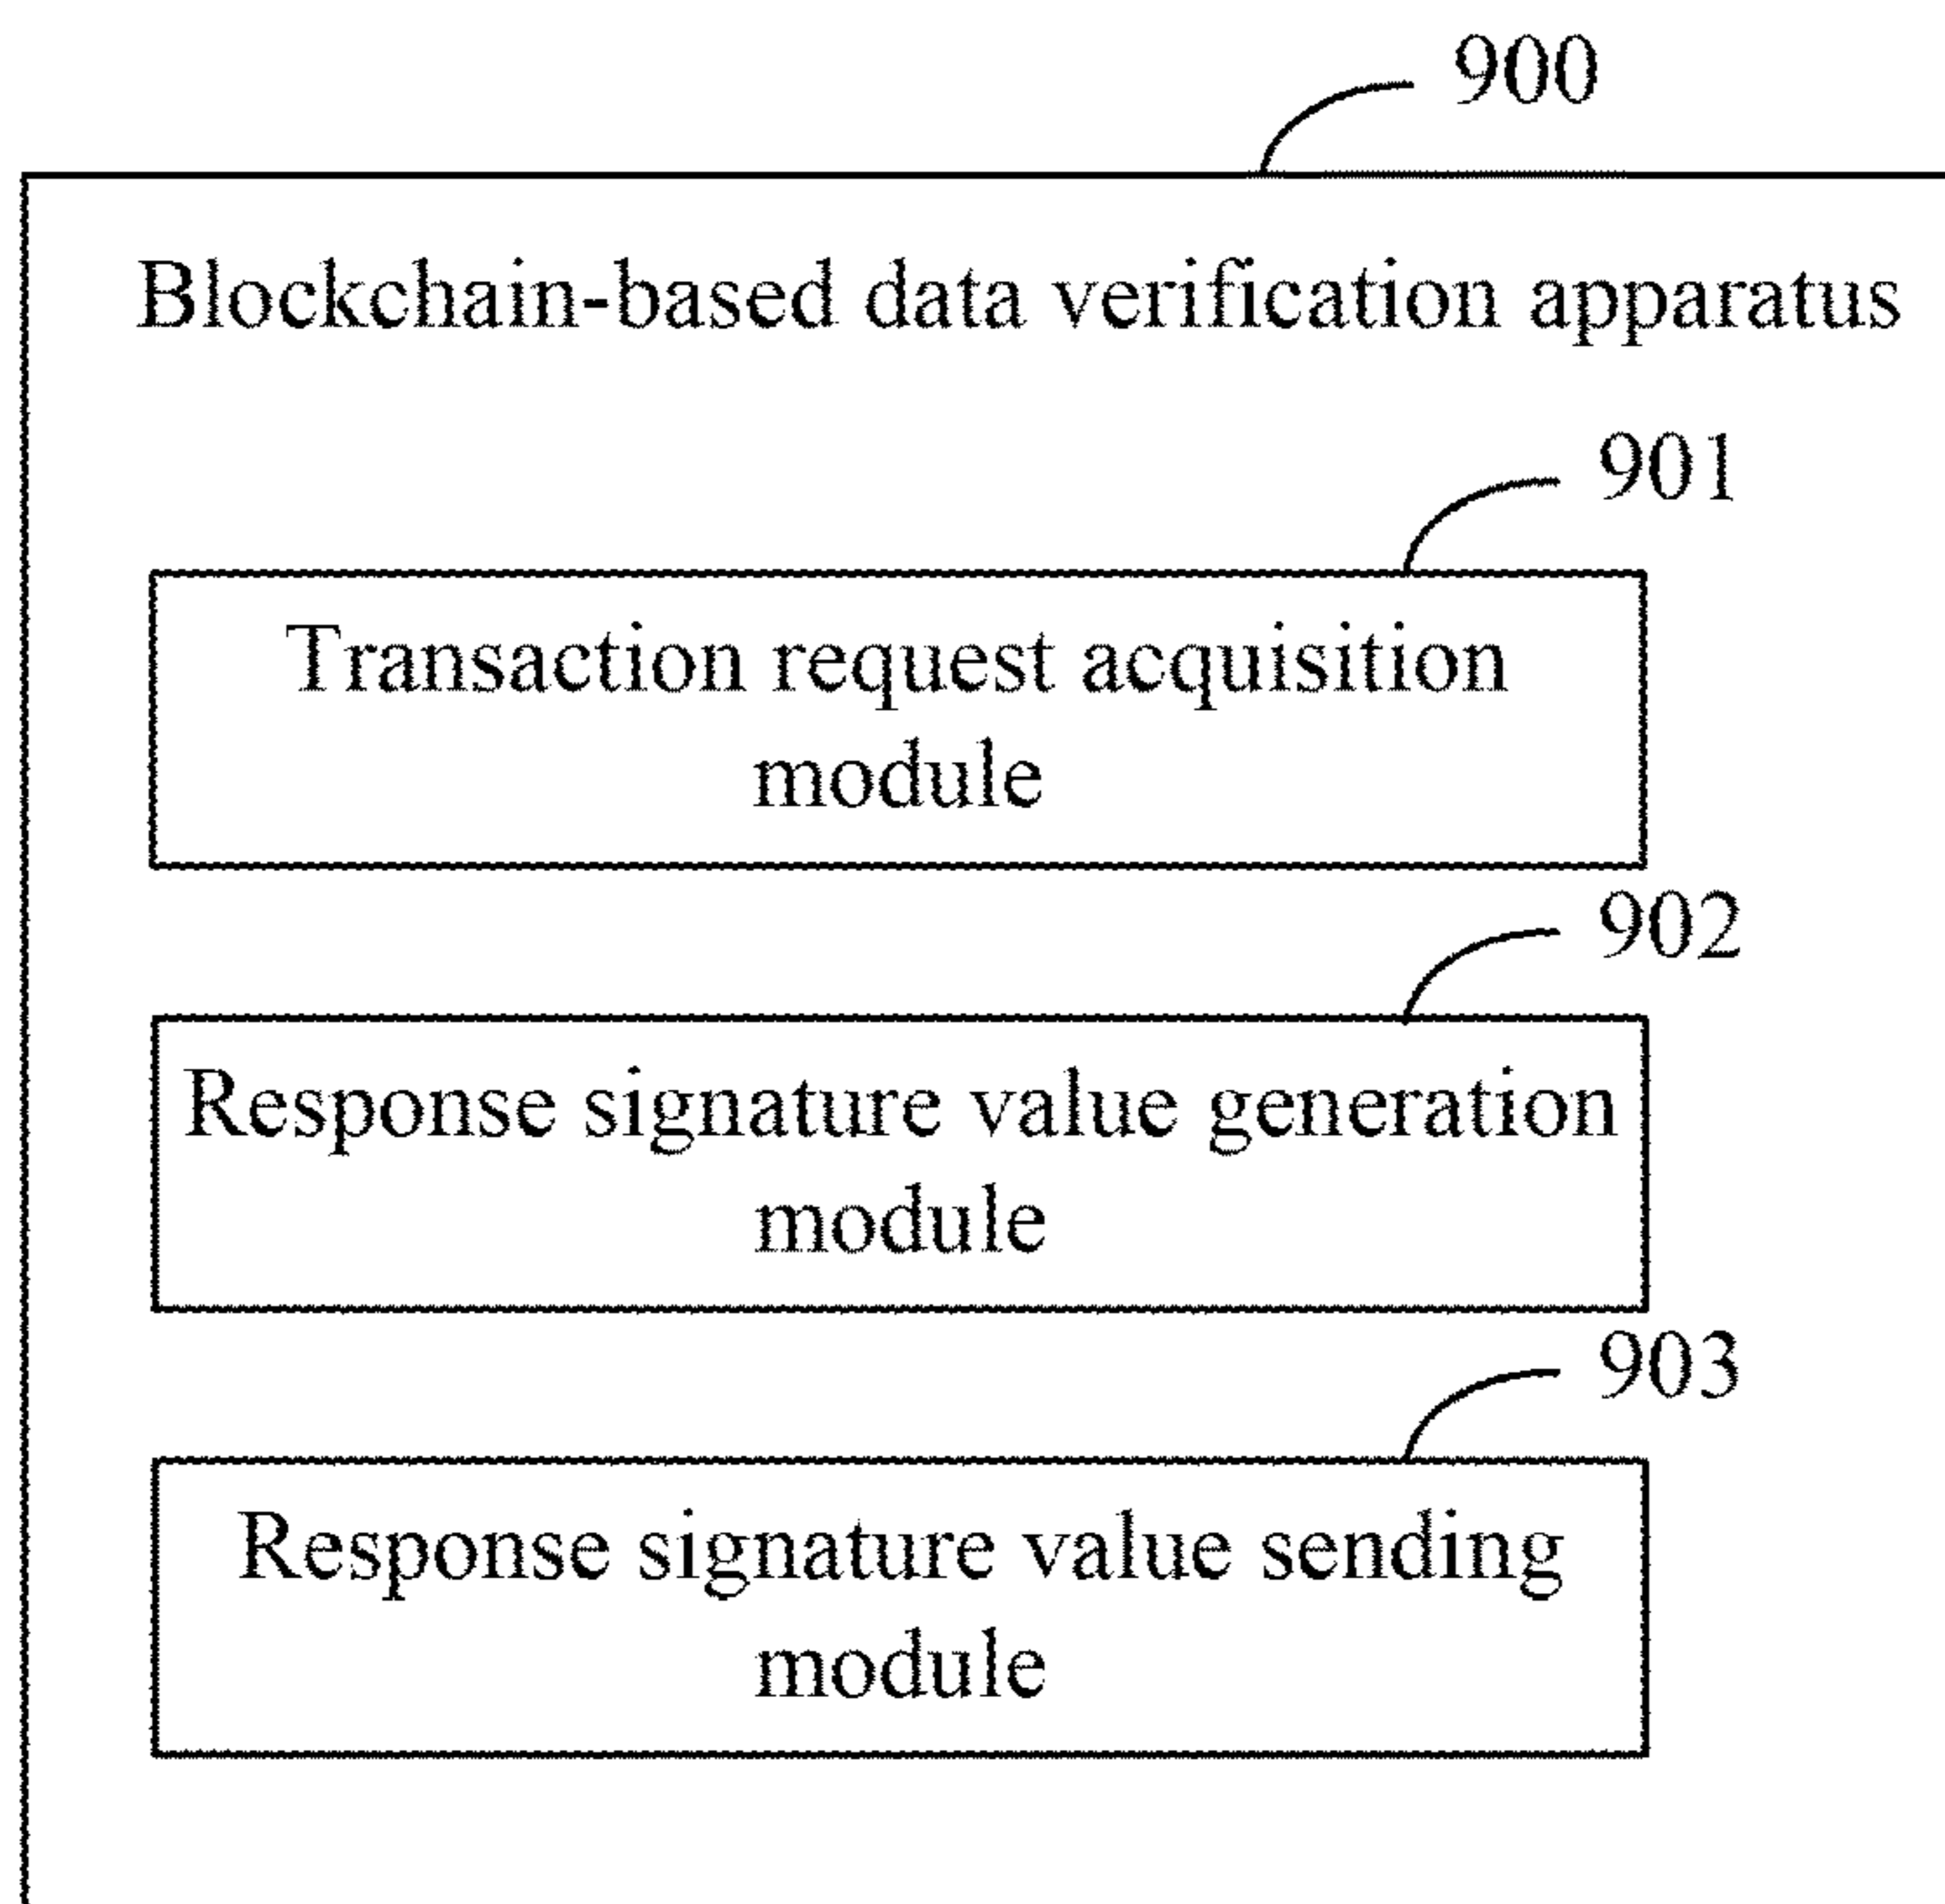 900
Blockchain-based data verification apparatus
901
Transaction request acquisition
module
902
Response signature value generation
module
903
Response signature value sending
module